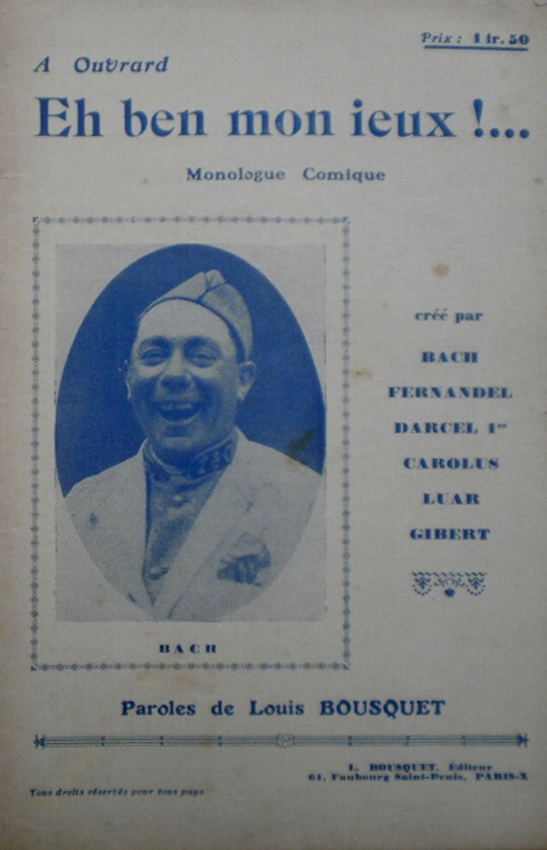 Prix : 1 fr. 50
A Ouvrard
Eh ben mon ieux !...
Monologue Comique
créé par
BACH
FERNANDEL
DARCEL 1er
CAROLUS
LUAR
GIBERT
BACH
Paroles de Louis BOUSQUET
L. BOUSQUET, Editeur
61, Faubourg Saint-Denis, PARIS-X
Tous droits réservés pour tous pays